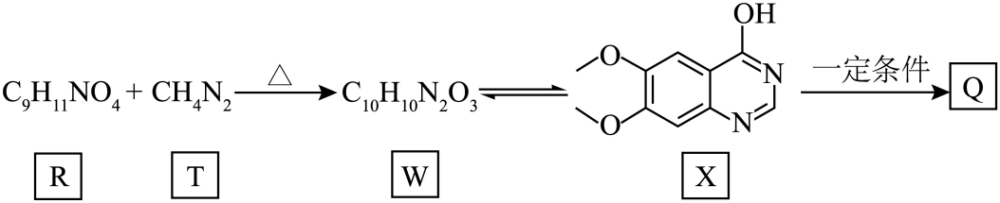 C₉H₁₁NO₄ + CH₄N₂ △ C₁₀H₁₀N₂O₃ OH O O N N 一定条件 Q
R T W X